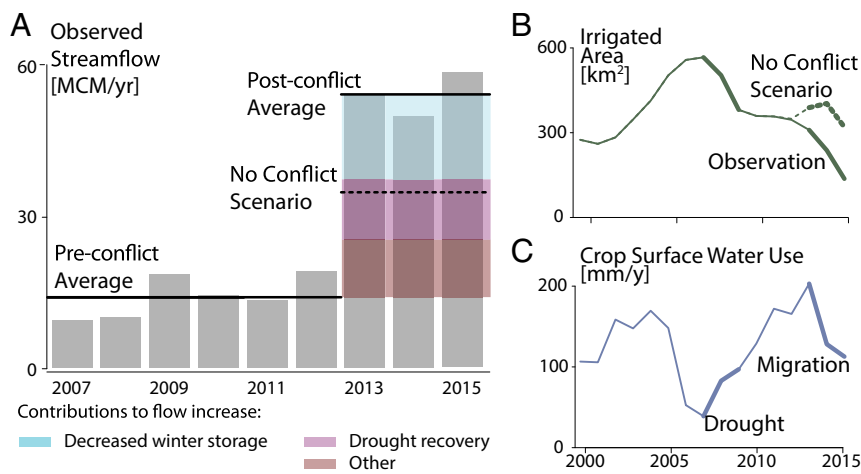 A
Observed
Streamflow
[MCM/yr]
60
30
0
Post-conflict
Average
No Conflict
Scenario
Pre-conflict
Average
2007
2009
2011
2013
2015
Contributions to flow increase:
Decreased winter storage
Drought recovery
Other
B
Irrigated
Area
[km²]
600
300
0
No Conflict
Scenario
Observation
C
Crop Surface Water Use
[mm/y]
200
100
0
Migration
Drought
2000
2005
2010
2015